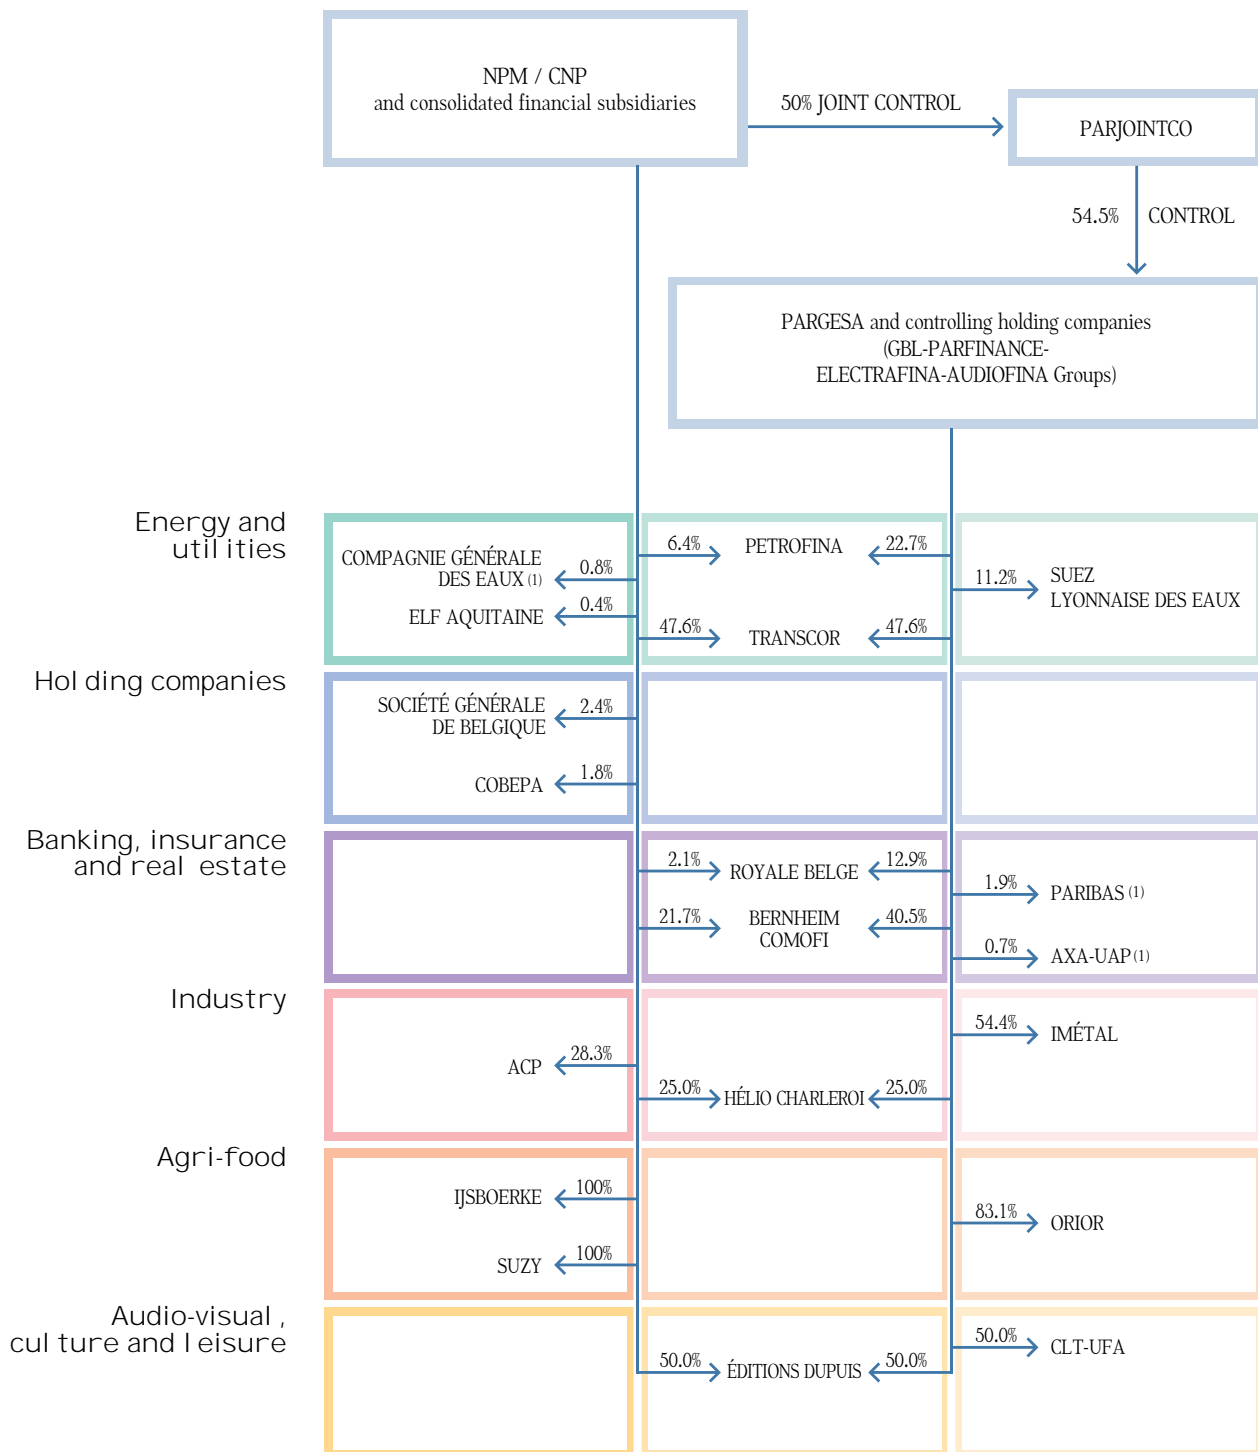 NPM / CNP
and consolidated financial subsidiaries
50% JOINT CONTROL
PARJOINTCO
54.5% CONTROL
PARGESA and controlling holding companies
(GBL-PARFINANCE-
ELECTRAFINA-AUDIOFINA Groups)
Energy and
utilities
COMPAGNIE GÉNÉRALE
DES EAUX (1)
0.8%
ELF AQUITAINE
0.4%
6.4%
PETROFINA
22.7%
47.6%
TRANSCOR
47.6%
11.2%
SUEZ
LYONNAISE DES EAUX
Holding companies
SOCIÉTÉ GÉNÉRALE
DE BELGIQUE
2.4%
COBEPA
1.8%
Banking, insurance
and real estate
2.1%
ROYALE BELGE
12.9%
21.7%
BERNHEIM
COMOFI
40.5%
1.9%
PARIBAS (1)
0.7%
AXA-UAP (1)
Industry
ACP
28.3%
25.0%
HÉLIO CHARLEROI
25.0%
54.4%
IMÉTAL
Agri-food
IJSBOERKE
100%
SUZY
100%
83.1%
ORIOR
Audio-visual,
culture and leisure
50.0%
ÉDITIONS DUPUIS
50.0%
50.0%
CLT-UFA